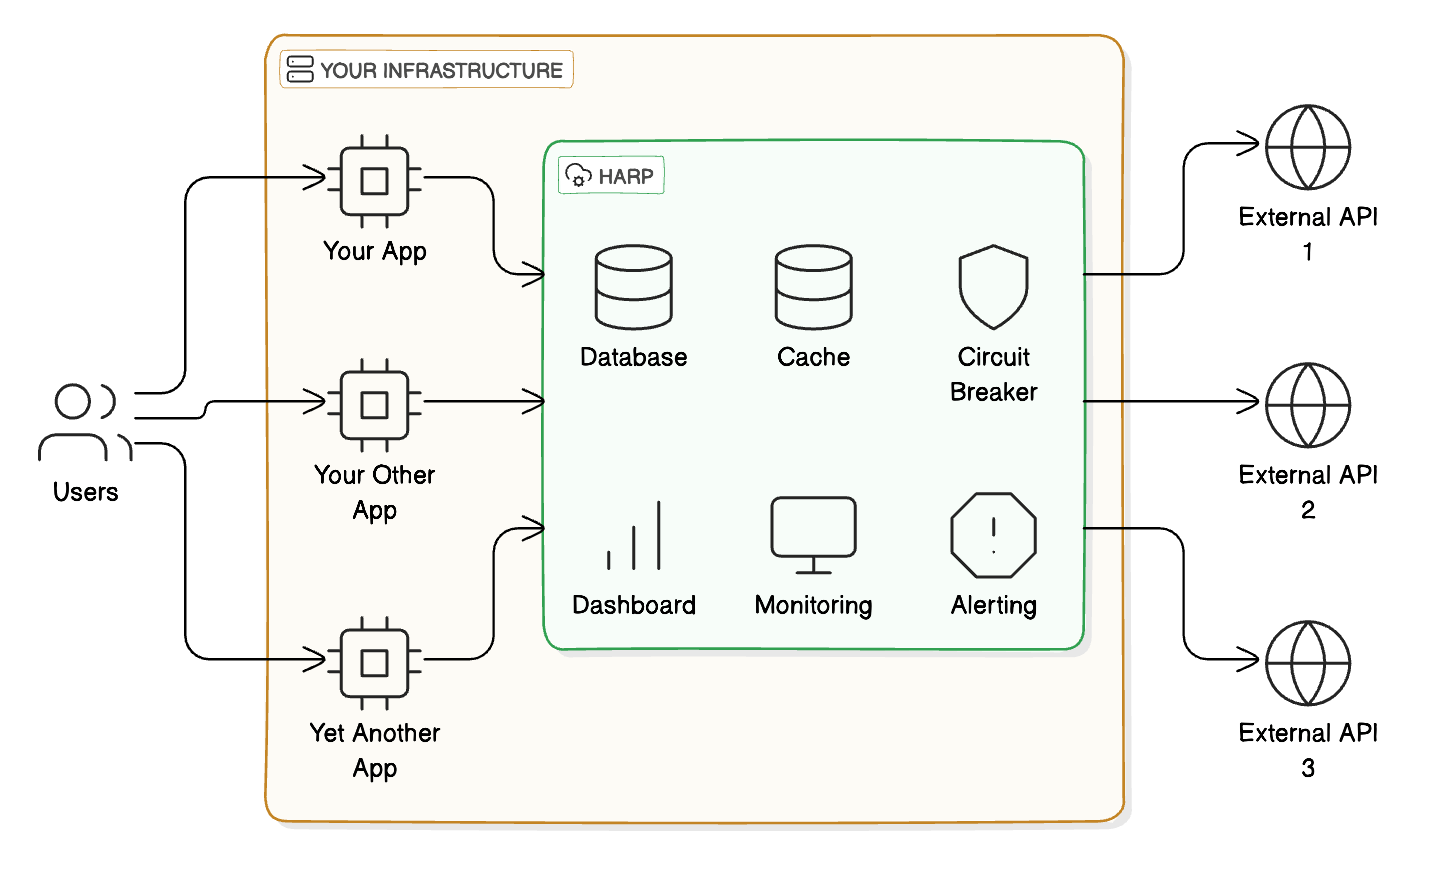 YOUR INFRASTRUCTURE
HARP
Your App
Your Other
App
Yet Another
App
Users
Database
Cache
Circuit
Breaker
Dashboard
Monitoring
Alerting
External API
1
External API
2
External API
3